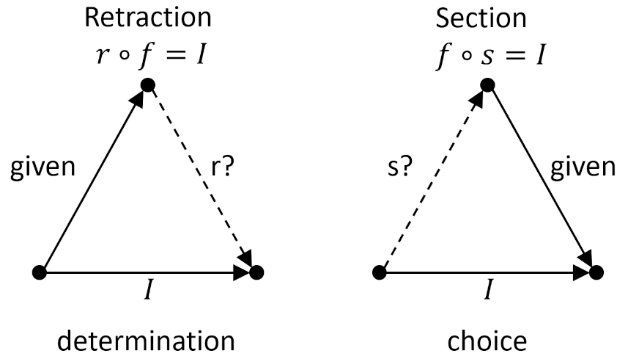 Retraction
r ∘ f = I
given
r?
I
determination
Section
f ∘ s = I
s?
given
I
choice